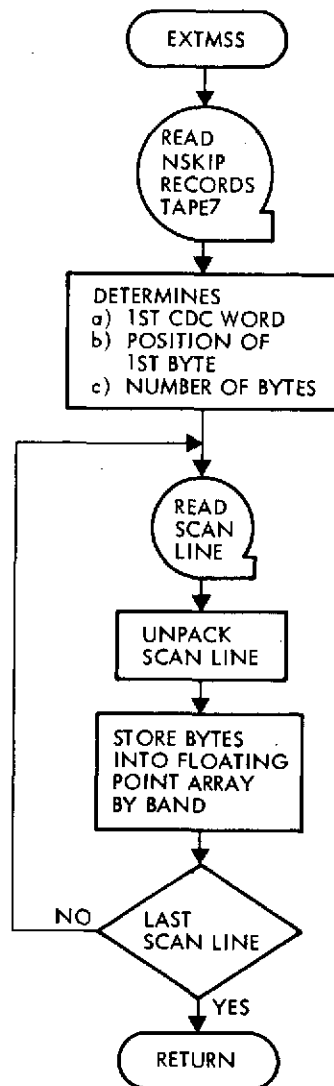 EXTMSS
READ
NSKIP
RECORDS
TAPE7
DETERMINES
a) 1ST CDC WORD
b) POSITION OF
1ST BYTE
c) NUMBER OF BYTES
READ
SCAN
LINE
UNPACK
SCAN LINE
STORE BYTES
INTO FLOATING
POINT ARRAY
BY BAND
NO
LAST
SCAN LINE
YES
RETURN